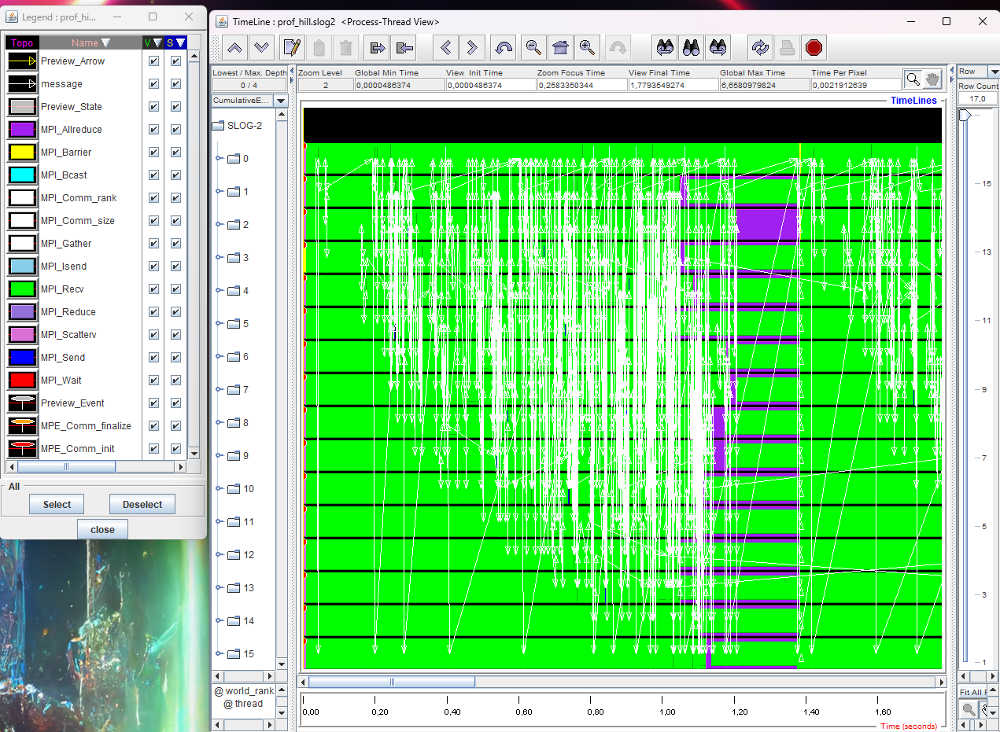 Legend : prof_hi...
Topo Name V S
Preview_Arrow
message
Preview_State
MPI_Allreduce
MPI_Barrier
MPI_Bcast
MPI_Comm_rank
MPI_Comm_size
MPI_Gather
MPI_Isend
MPI_Recv
MPI_Reduce
MPI_Scatterv
MPI_Send
MPI_Wait
Preview_Event
MPE_Comm_finalize
MPE_Comm_init
All
Select Deselect
close
TimeLine : prof_hill.slog2 <Process-Thread View>
Lowest / Max. Depth
0 / 4
Zoom Level
2
Global Min Time
0,0000486374
View Init Time
0,0000486374
Zoom Focus Time
0,2583350344
View Final Time
1,7793549274
Global Max Time
6,6580979824
Time Per Pixel
0,0021912639
Row
Row Count
17,0
CumulativeE...
TimeLines
SLOG-2
0
1
2
3
4
5
6
7
8
9
10
11
12
13
14
15
@ world_rank
@ thread
15
13
11
9
7
5
3
1
Fit All
0,00 0,20 0,40 0,60 0,80 1,00 1,20 1,40 1,60
Time (seconds)